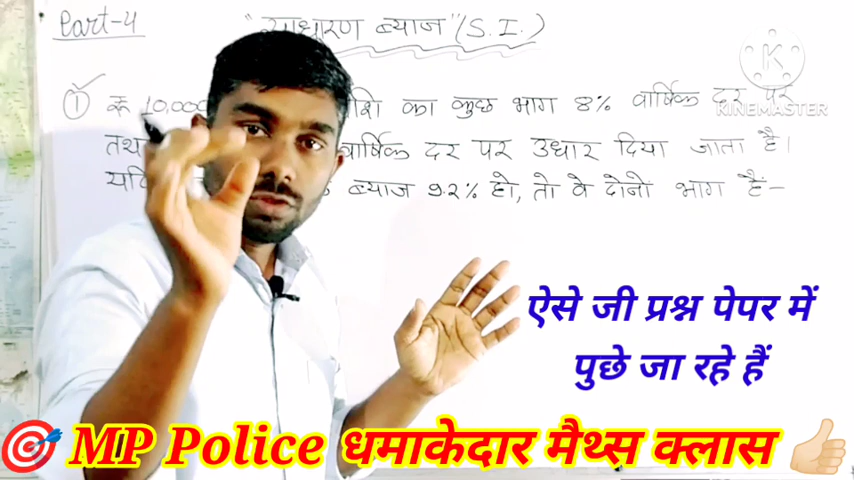 Part-4
"साधारण ब्याज" (S.I.)
① रू 10,000 राशि का कुछ भाग 8% वार्षिक दर पर
तथा वार्षिक दर पर उधार दिया जाता है।
यदि ब्याज 9.2% हो, तो वे दोनो भाग हैं-
KINEMASTER
ऐसे जी प्रश्न पेपर में
पुछे जा रहे हैं
MP Police धमाकेदार मैथ्स क्लास